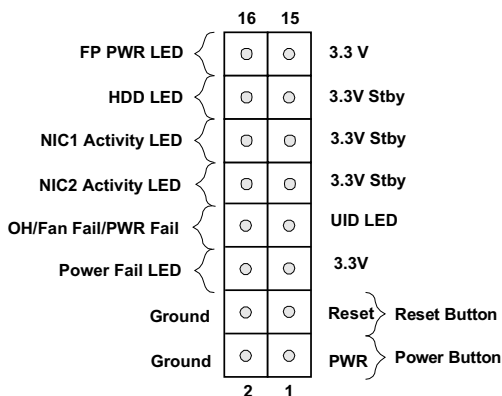 16 15
FP PWR LED 3.3 V
HDD LED 3.3V Stby
NIC1 Activity LED 3.3V Stby
NIC2 Activity LED 3.3V Stby
OH/Fan Fail/PWR Fail UID LED
Power Fail LED 3.3V
Ground Reset Reset Button
Ground PWR Power Button
2 1